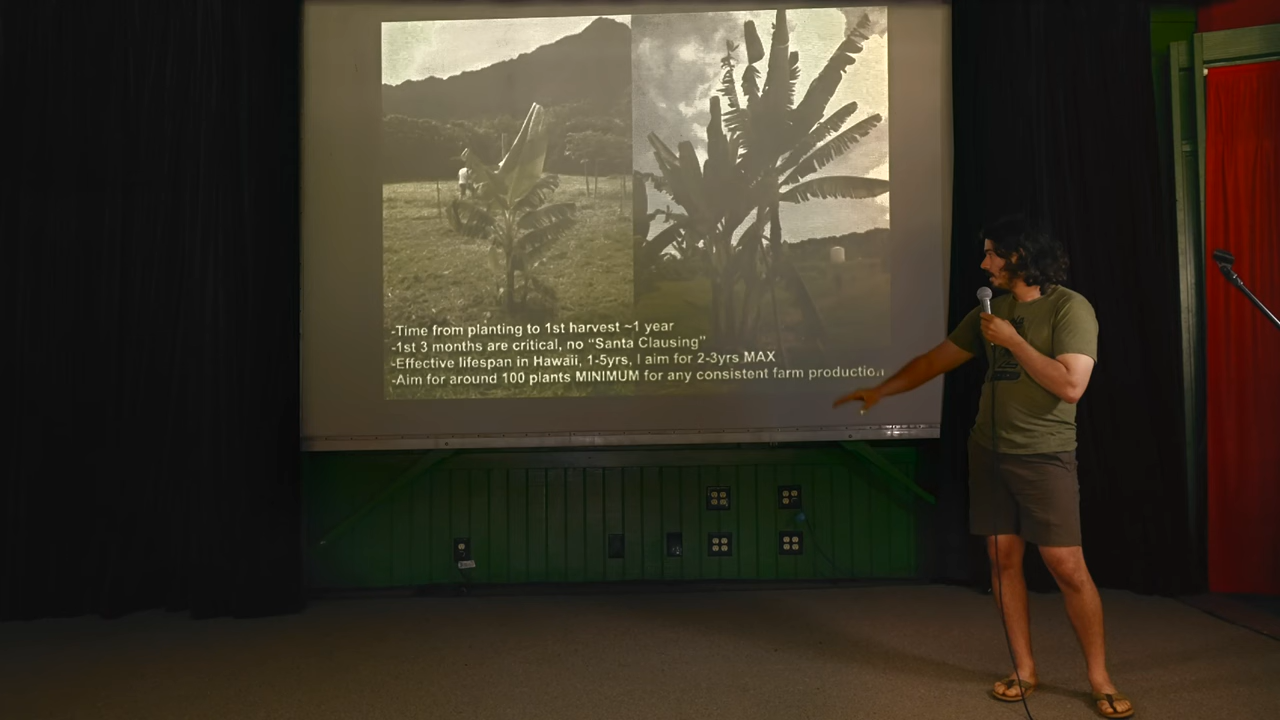 -Time from planting to 1st harvest ~1 year
-1st 3 months are critical, no "Santa Clausing"
-Effective lifespan in Hawaii, 1-5yrs, I aim for 2-3yrs MAX
-Aim for around 100 plants MINIMUM for any consistent farm production